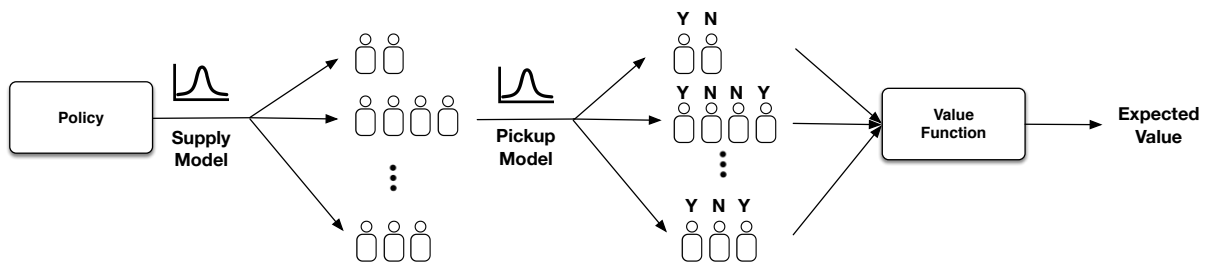 Policy
Supply
Model
Pickup
Model
Y N
Y N N Y
Y N Y
Value
Function
Expected
Value